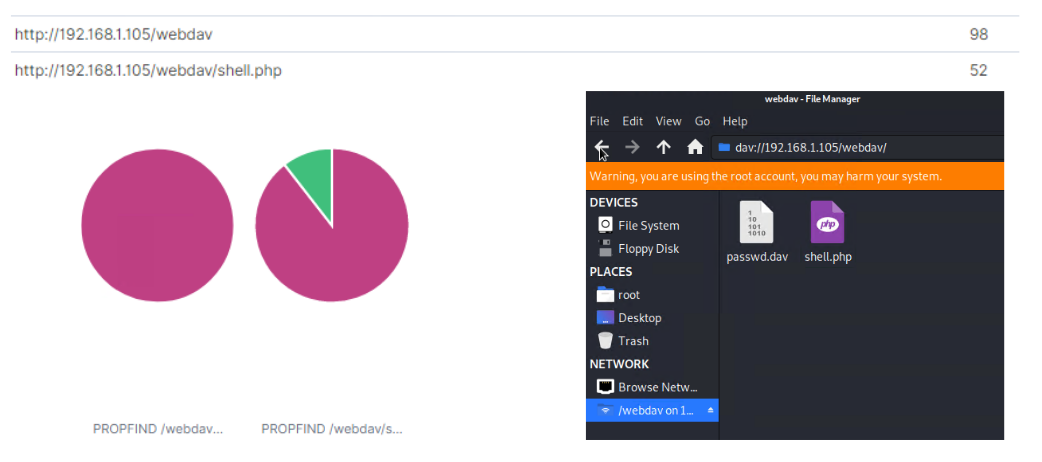 http://192.168.1.105/webdav 98
http://192.168.1.105/webdav/shell.php 52
webdav - File Manager
File Edit View Go Help
dav://192.168.1.105/webdav/
Warning, you are using the root account, you may harm your system.
DEVICES
File System
Floppy Disk
PLACES
root
Desktop
Trash
NETWORK
Browse Netw...
/webdav on 1...
1
10
101
1010
php
passwd.dav shell.php
PROPFIND /webdav... PROPFIND /webdav/s...